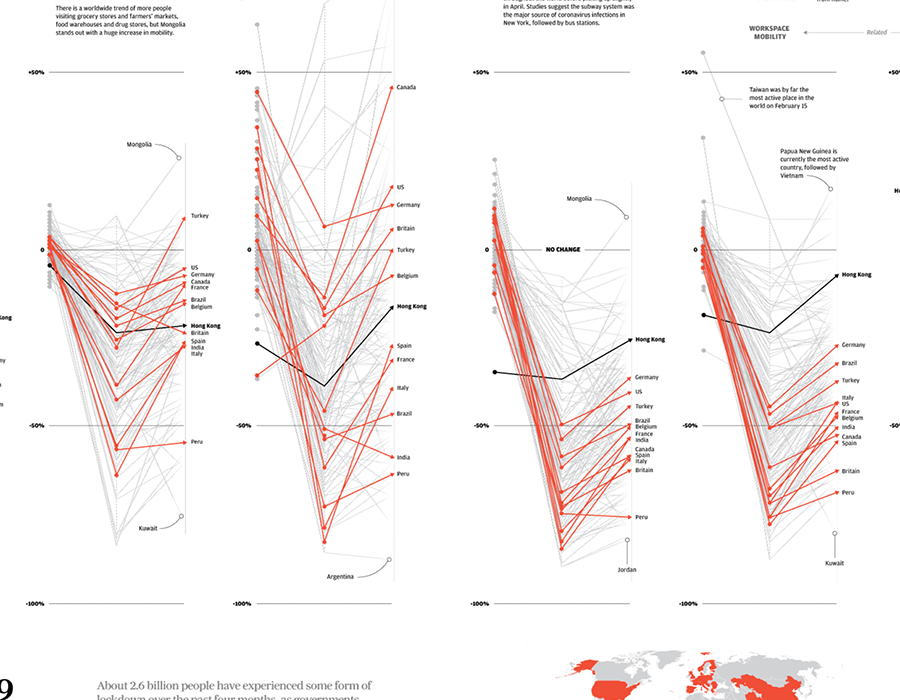 There is a worldwide trend of more people
visiting grocery stores and farmers' markets,
food warehouses and drug stores, but Mongolia
stands out with a huge increase in mobility.
+50%
0
-50%
-100%
Mongolia
Turkey
US
Germany
Canada
France
Brazil
Belgium
Hong Kong
Britain
Spain
India
Italy
Peru
Kuwait
+50%
0
-50%
-100%
Canada
US
Germany
Britain
Turkey
Belgium
Hong Kong
Spain
France
Italy
Brazil
India
Peru
Argentina
in April. Studies suggest the subway system was
the major source of coronavirus infections in
New York, followed by bus stations.
+50%
0
-50%
-100%
Mongolia
NO CHANGE
Hong Kong
Germany
US
Turkey
Brazil
Belgium
France
India
Canada
Spain
Italy
Britain
Peru
Jordan
WORKSPACE
MOBILITY
Related
+50%
0
-50%
-100%
Taiwan was by far the
most active place in the
world on February 15
Papua New Guinea is
currently the most active
country, followed by
Vietnam
Hong Kong
Germany
Brazil
Turkey
Italy
US
France
Belgium
India
Canada
Spain
Britain
Peru
Kuwait
About 2.6 billion people have experienced some form of
lockdown over the past four months, as governments
9